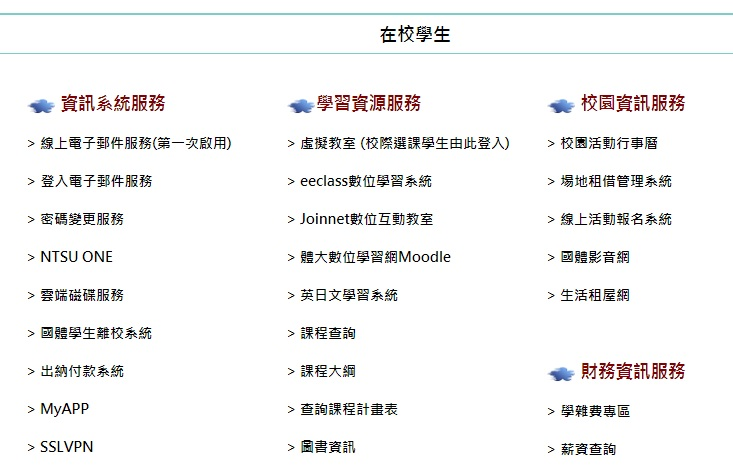 在校學生
資訊系統服務
> 線上電子郵件服務(第一次啟用)
> 登入電子郵件服務
> 密碼變更服務
> NTSU ONE
> 雲端磁碟服務
> 國體學生離校系統
> 出納付款系統
> MyAPP
> SSLVPN
學習資源服務
> 虛擬教室 (校際選課學生由此登入)
> eeclass數位學習系統
> Joinnet數位互動教室
> 體大數位學習網Moodle
> 英日文學習系統
> 課程查詢
> 課程大綱
> 查詢課程計畫表
> 圖書資訊
校園資訊服務
> 校園活動行事曆
> 場地租借管理系統
> 線上活動報名系統
> 國體影音網
> 生活租屋網
財務資訊服務
> 學雜費專區
> 薪資查詢